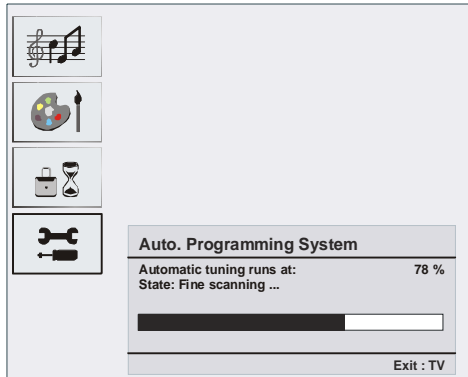 Auto. Programming System
Automatic tuning runs at: 78 %
State: Fine scanning ...
Exit : TV